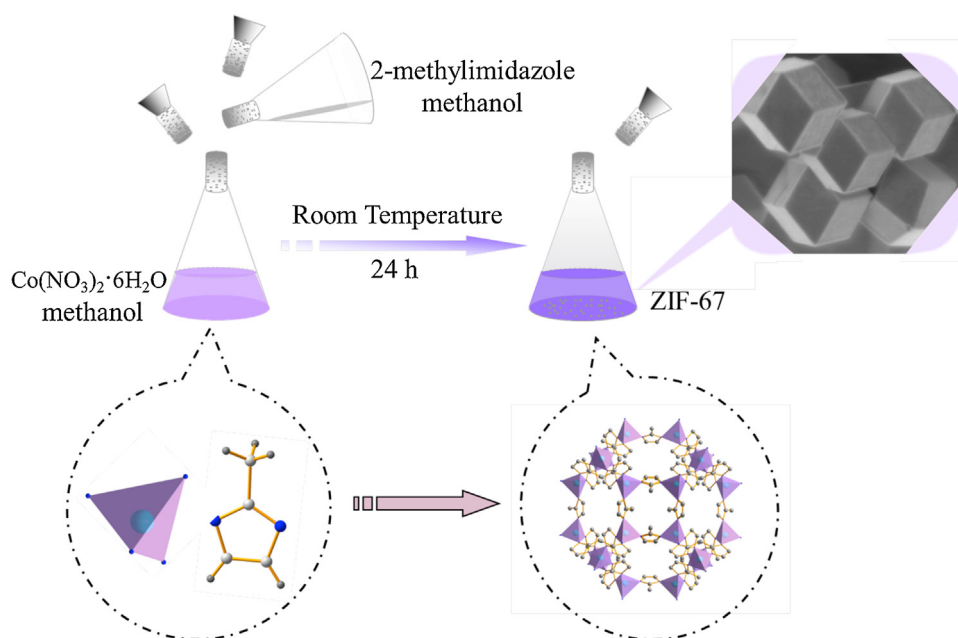 2-methylimidazole
methanol
Room Temperature
24 h
Co(NO₃)₂·6H₂O
methanol
ZIF-67